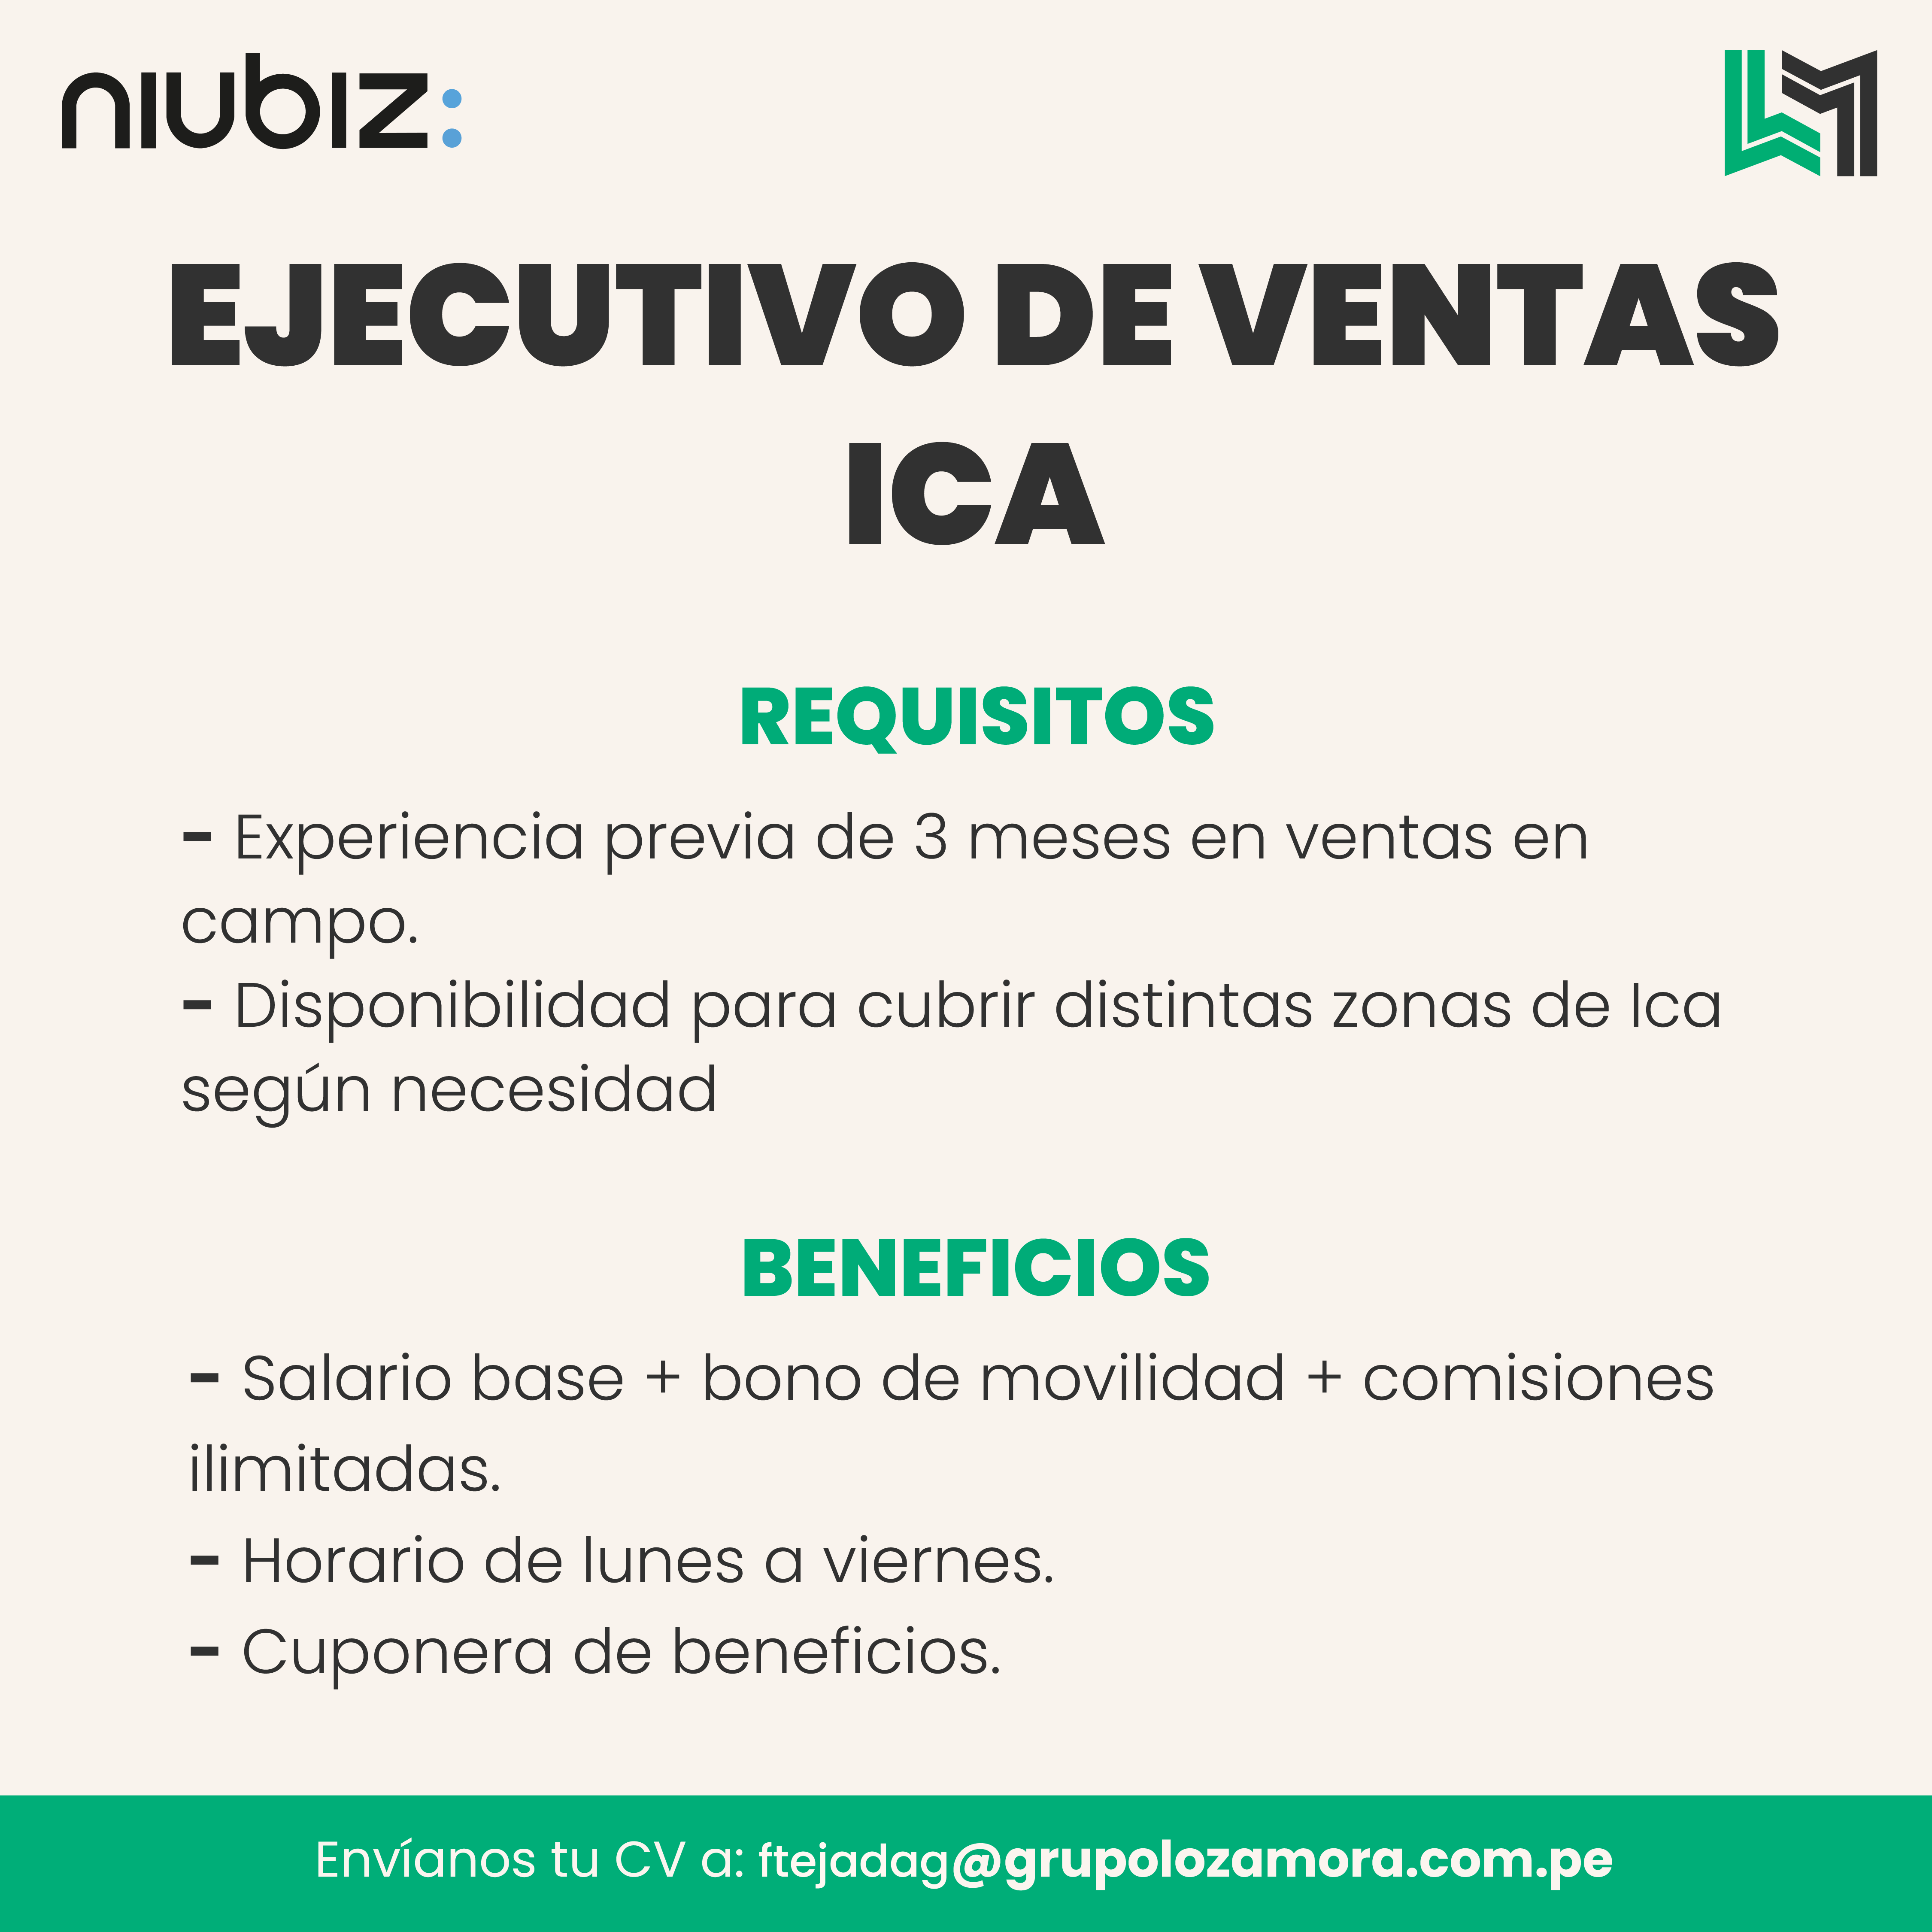 niubiz:
EJECUTIVO DE VENTAS
ICA
REQUISITOS
- Experiencia previa de 3 meses en ventas en
campo.
- Disponibilidad para cubrir distintas zonas de Ica
según necesidad
BENEFICIOS
- Salario base + bono de movilidad + comisiones
ilimitadas.
- Horario de lunes a viernes.
- Cuponera de beneficios.
Envíanos tu CV a: ftejadag@grupolozamora.com.pe